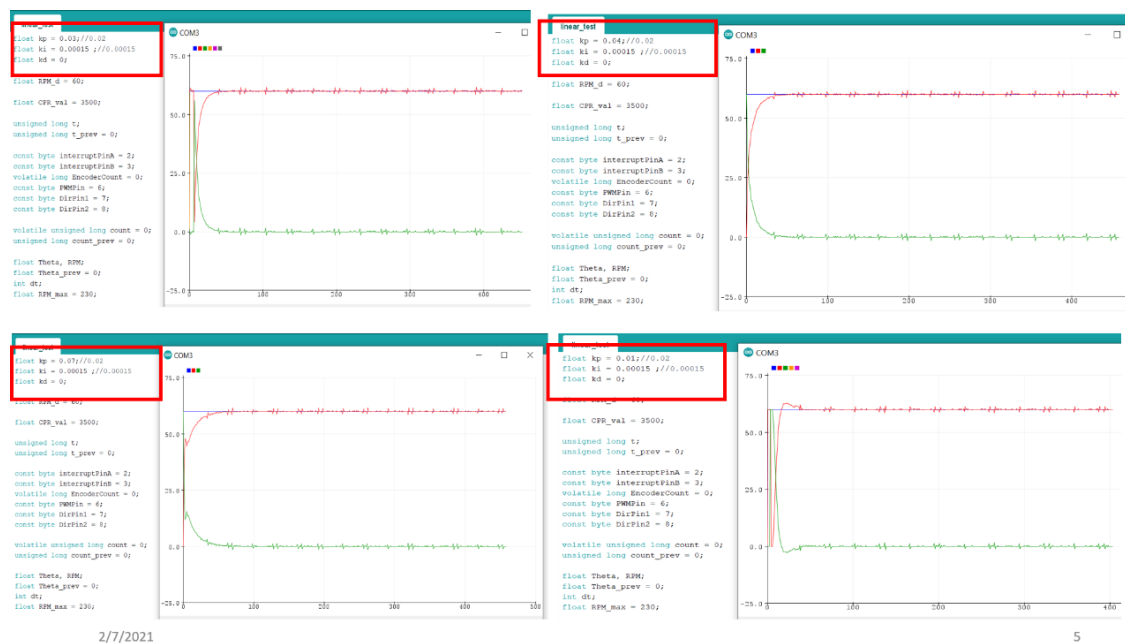 linear_test
float kp = 0.03;//0.02
float ki = 0.00015 ;//0.00015
float kd = 0;
float RPM_d = 60;
float CPR_val = 3500;
unsigned long t;
unsigned long t_prev = 0;
const byte interruptPinA = 2;
const byte interruptPinB = 3;
volatile long EncoderCount = 0;
const byte PWMPin = 6;
const byte DirPin1 = 7;
const byte DirPin2 = 8;
volatile unsigned long count = 0;
unsigned long count_prev = 0;
float Theta, RPM;
float Theta_prev = 0;
int dt;
float RPM_max = 230;
COM3
75.0
50.0
25.0
0.0
-25.0
0 100 200 300 400
linear_test
float kp = 0.04;//0.02
float ki = 0.00015 ;//0.00015
float kd = 0;
float RPM_d = 60;
float CPR_val = 3500;
unsigned long t;
unsigned long t_prev = 0;
const byte interruptPinA = 2;
const byte interruptPinB = 3;
volatile long EncoderCount = 0;
const byte PWMPin = 6;
const byte DirPin1 = 7;
const byte DirPin2 = 8;
volatile unsigned long count = 0;
unsigned long count_prev = 0;
float Theta, RPM;
float Theta_prev = 0;
int dt;
float RPM_max = 230;
COM3
75.0
50.0
25.0
0.0
-25.0
0 100 200 300 400
linear_test
float kp = 0.07;//0.02
float ki = 0.00015 ;//0.00015
float kd = 0;
float RPM_d = 60;
float CPR_val = 3500;
unsigned long t;
unsigned long t_prev = 0;
const byte interruptPinA = 2;
const byte interruptPinB = 3;
volatile long EncoderCount = 0;
const byte PWMPin = 6;
const byte DirPin1 = 7;
const byte DirPin2 = 8;
volatile unsigned long count = 0;
unsigned long count_prev = 0;
float Theta, RPM;
float Theta_prev = 0;
int dt;
float RPM_max = 230;
COM3
75.0
50.0
25.0
0.0
-25.0
0 100 200 300 400 500
linear_test
float kp = 0.01;//0.02
float ki = 0.00015 ;//0.00015
float kd = 0;
float CPR_val = 3500;
unsigned long t;
unsigned long t_prev = 0;
const byte interruptPinA = 2;
const byte interruptPinB = 3;
volatile long EncoderCount = 0;
const byte PWMPin = 6;
const byte DirPin1 = 7;
const byte DirPin2 = 8;
volatile unsigned long count = 0;
unsigned long count_prev = 0;
float Theta, RPM;
float Theta_prev = 0;
int dt;
float RPM_max = 230;
COM3
75.0
50.0
25.0
0.0
-25.0
0 100 200 300 400
2/7/2021
5